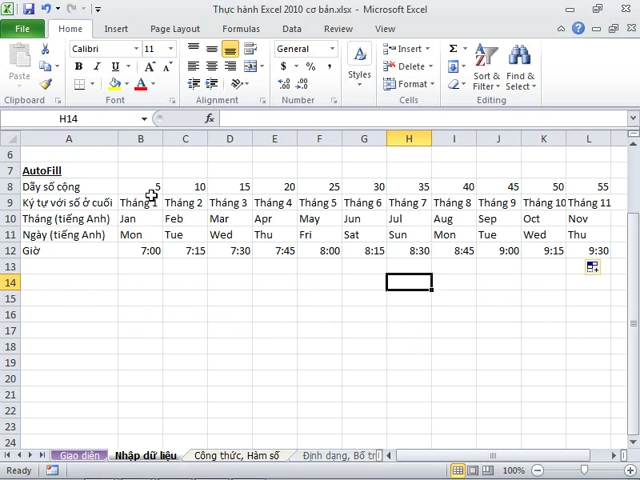 Thực hành Excel 2010 cơ bản.xlsx - Microsoft Excel
File Home Insert Page Layout Formulas Data Review View
Paste Calibri 11 General Styles Insert Delete Format Sort & Filter Find & Select
Clipboard Font Alignment Number Cells Editing
H14 fx
A B C D E F G H I J K L
6
7 AutoFill
8 Dãy số cộng 5 10 15 20 25 30 35 40 45 50 55
9 Ký tự với số ở cuối Tháng 1 Tháng 2 Tháng 3 Tháng 4 Tháng 5 Tháng 6 Tháng 7 Tháng 8 Tháng 9 Tháng 10 Tháng 11
10 Tháng (tiếng Anh) Jan Feb Mar Apr May Jun Jul Aug Sep Oct Nov
11 Ngày (tiếng Anh) Mon Tue Wed Thu Fri Sat Sun Mon Tue Wed Thu
12 Giờ 7:00 7:15 7:30 7:45 8:00 8:15 8:30 8:45 9:00 9:15 9:30
13
14
15
16
17
18
19
20
21
22
23
24
Giao diện Nhập dữ liệu Công thức, Hàm số Định dạng, Bố tr
Ready 100%